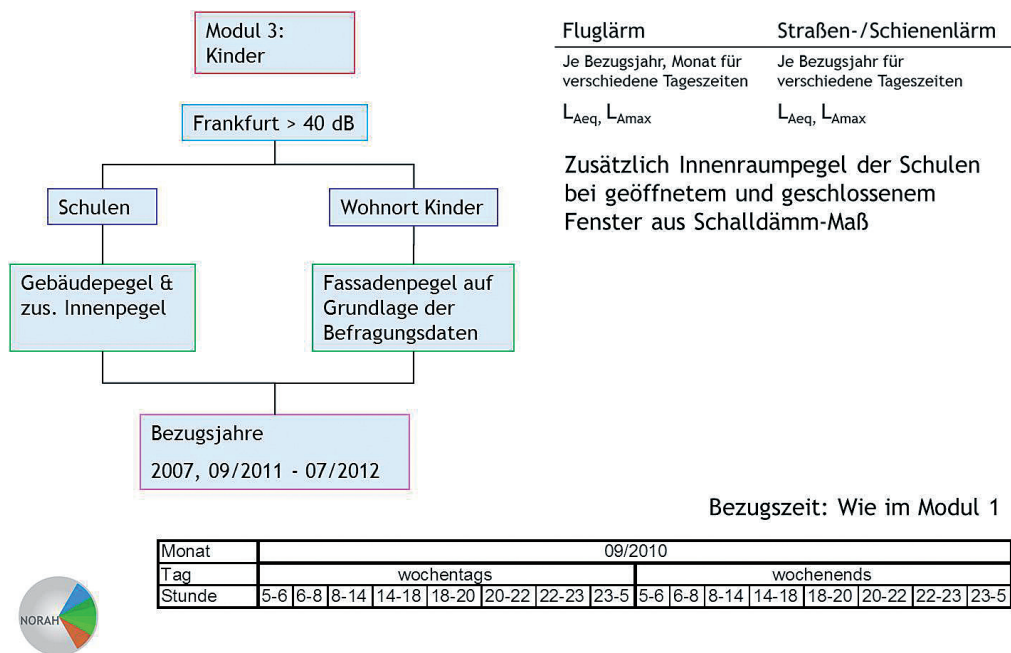 Modul 3:
Kinder
Frankfurt > 40 dB
Schulen
Wohnort Kinder
Gebäudepegel &
zus. Innenpegel
Fassadenpegel auf
Grundlage der
Befragungsdaten
Bezugsjahre
2007, 09/2011 - 07/2012
Fluglärm Straßen-/Schienenlärm
Je Bezugsjahr, Monat für Je Bezugsjahr für
verschiedene Tageszeiten verschiedene Tageszeiten
LAeq, LAmax LAeq, LAmax
Zusätzlich Innenraumpegel der Schulen
bei geöffnetem und geschlossenem
Fenster aus Schalldämm-Maß
Bezugszeit: Wie im Modul 1
Monat 09/2010
Tag wochentags wochenends
Stunde 5-6 6-8 8-14 14-18 18-20 20-22 22-23 23-5 5-6 6-8 8-14 14-18 18-20 20-22 22-23 23-5
NORAH